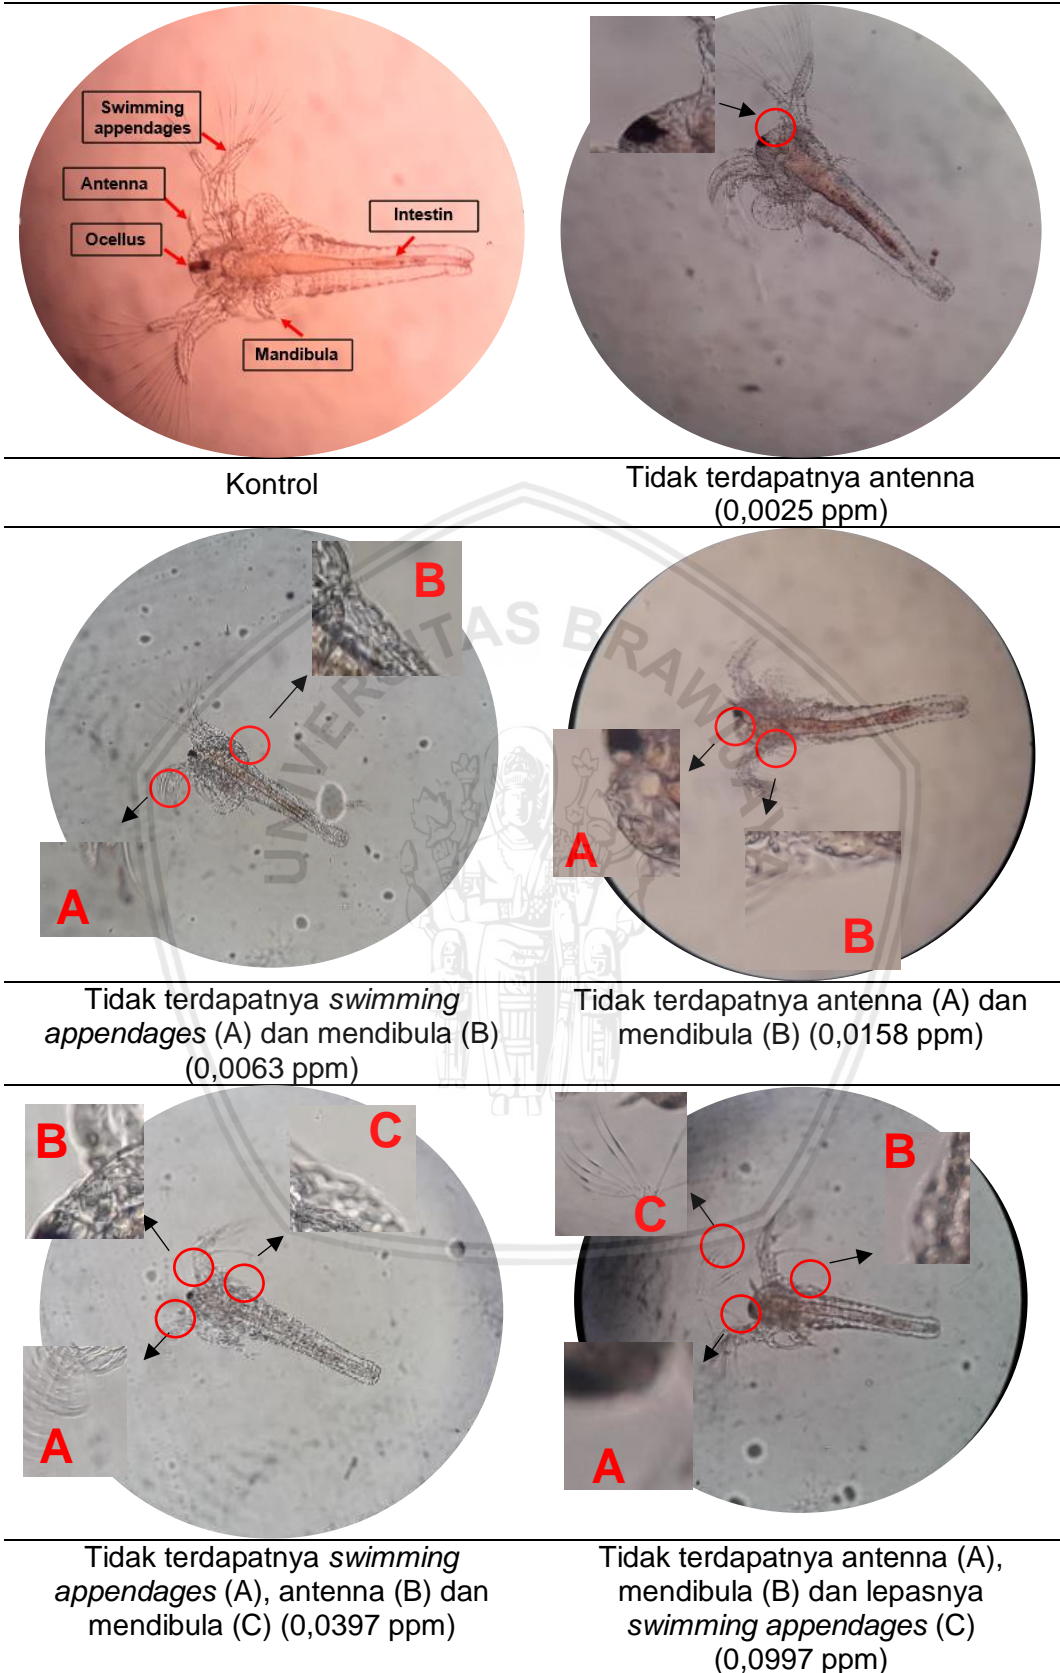 Swimming
appendages
Antenna
Ocellus
Intestin
Mandibula
Kontrol
Tidak terdapatnya antenna
(0,0025 ppm)
B
A
A
B
Tidak terdapatnya swimming
appendages (A) dan mendibula (B)
(0,0063 ppm)
Tidak terdapatnya antenna (A) dan
mendibula (B) (0,0158 ppm)
B
C
A
C
B
A
Tidak terdapatnya swimming
appendages (A), antenna (B) dan
mendibula (C) (0,0397 ppm)
Tidak terdapatnya antenna (A),
mendibula (B) dan lepasnya
swimming appendages (C)
(0,0997 ppm)
UNIVERSITAS BRAWIJAYA